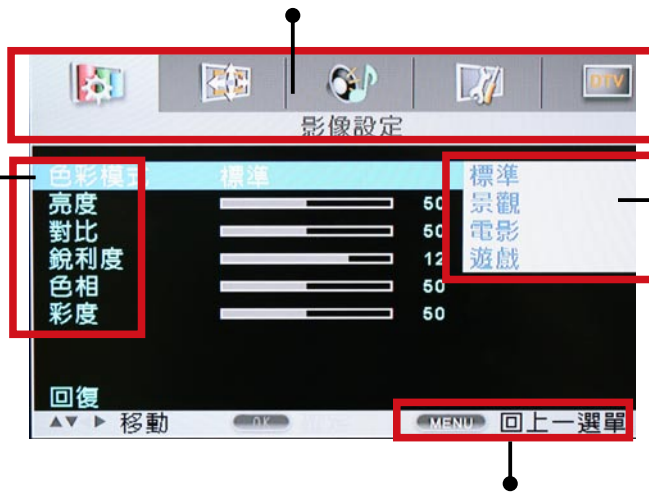 DTV
影像設定
色彩模式 標準
亮度 50
對比 50
銳利度 12
色相 50
彩度 50
標準
景觀
電影
遊戲
回復
▲▼ ▶ 移動 OK MENU 回上一選單